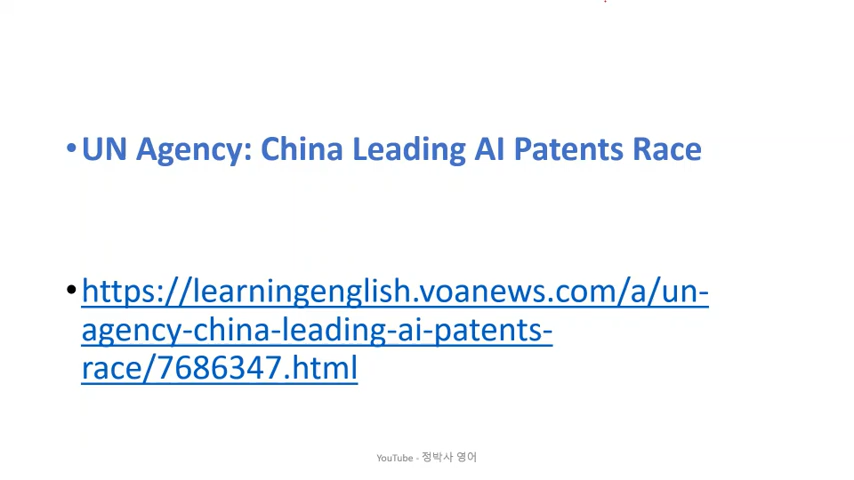 •UN Agency: China Leading AI Patents Race
•https://learningenglish.voanews.com/a/un-
agency-china-leading-ai-patents-
race/7686347.html
YouTube - 정박사 영어